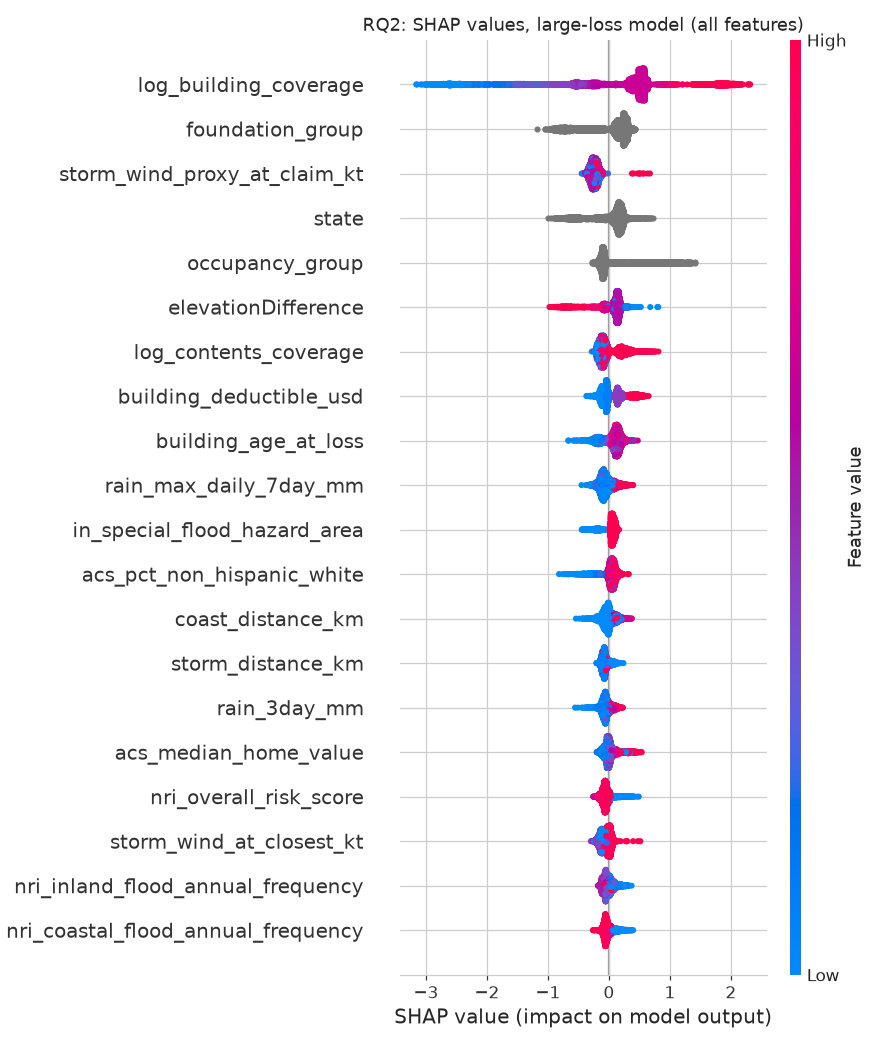 RQ2: SHAP values, large-loss model (all features)
High
log_building_coverage
foundation_group
storm_wind_proxy_at_claim_kt
state
occupancy_group
elevationDifference
log_contents_coverage
building_deductible_usd
building_age_at_loss
rain_max_daily_7day_mm
in_special_flood_hazard_area
acs_pct_non_hispanic_white
coast_distance_km
storm_distance_km
rain_3day_mm
acs_median_home_value
nri_overall_risk_score
storm_wind_at_closest_kt
nri_inland_flood_annual_frequency
nri_coastal_flood_annual_frequency
Feature value
Low
−3 −2 −1 0 1 2
SHAP value (impact on model output)